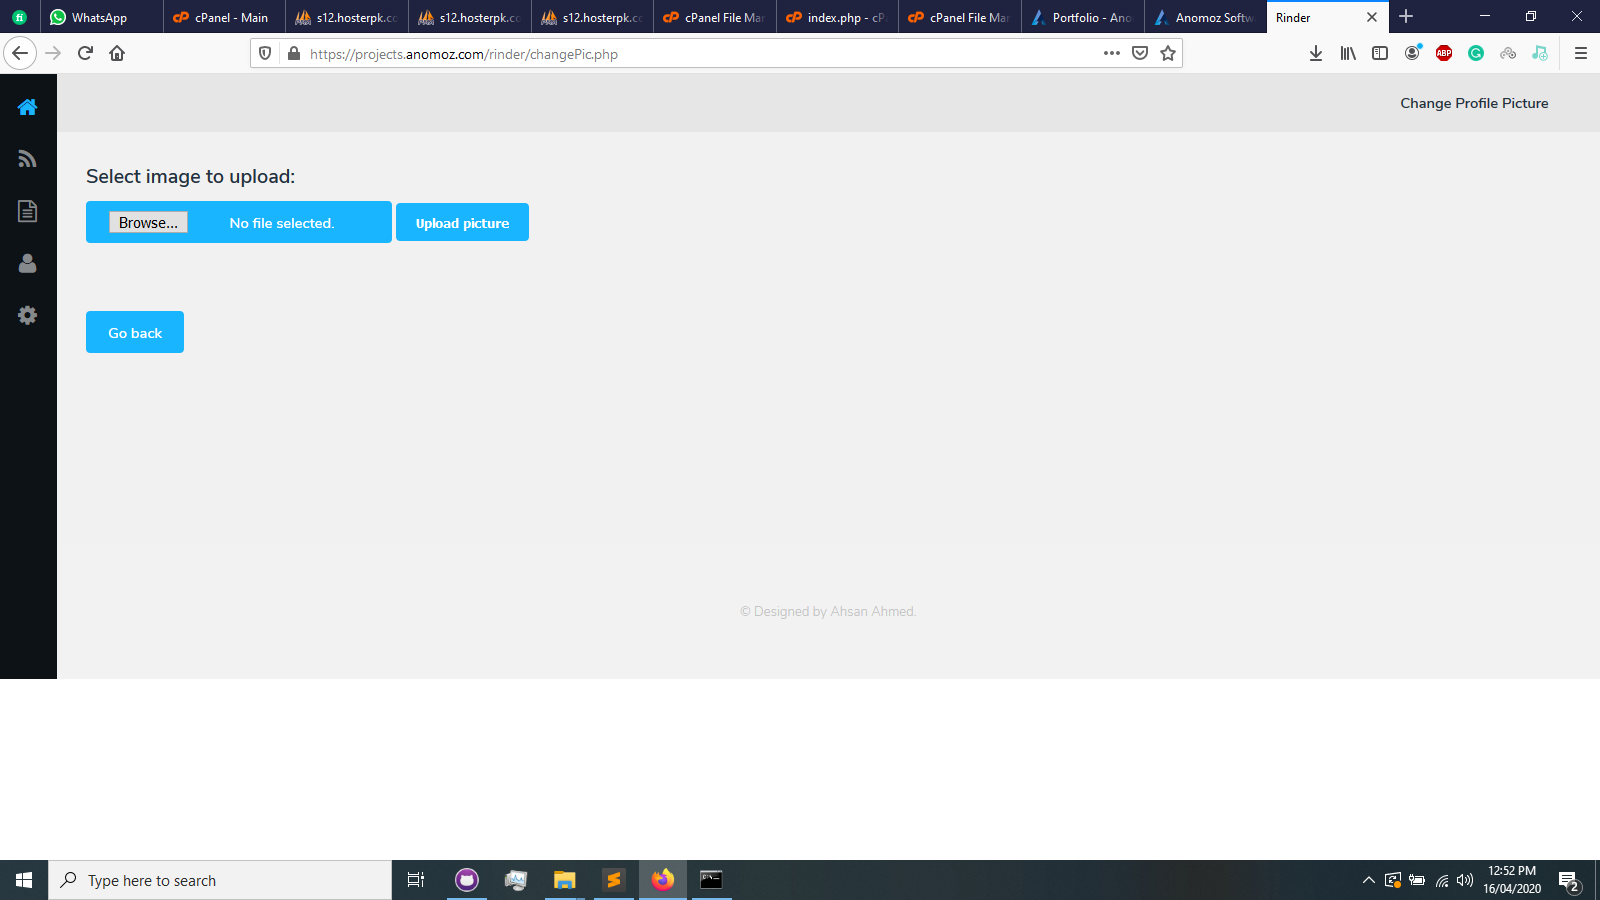 fi
WhatsApp
cPanel - Main
s12.hosterpk.co
s12.hosterpk.co
s12.hosterpk.co
cPanel File Mar
index.php - cPa
cPanel File Mar
Portfolio - Ano
Anomoz Softw
Rinder
https://projects.anomoz.com/rinder/changePic.php
ABP
Change Profile Picture
Select image to upload:
Browse... No file selected. Upload picture
Go back
© Designed by Ahsan Ahmed.
Type here to search
12:52 PM
16/04/2020
2